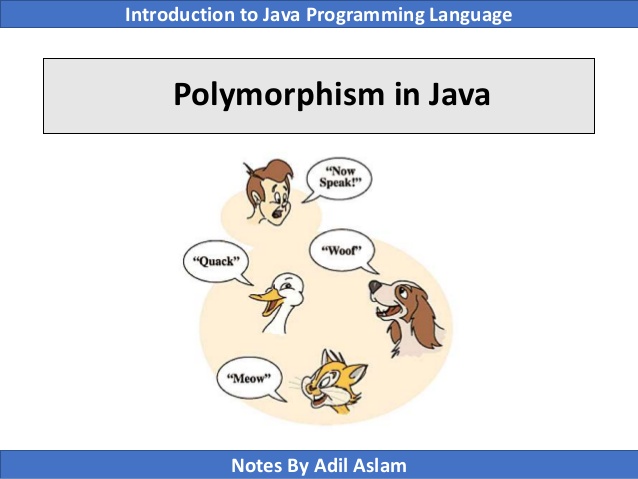 Introduction to Java Programming Language
Polymorphism in Java
“Now
Speak!”
“Quack”
“Woof”
“Meow”
Notes By Adil Aslam